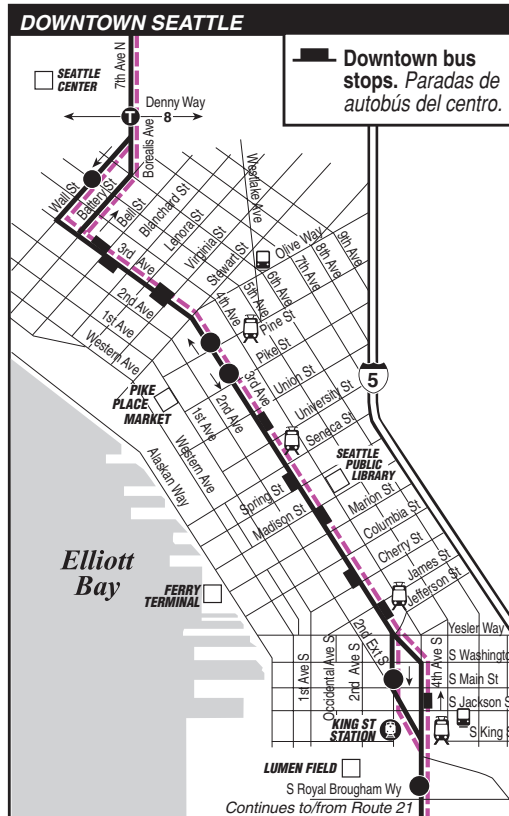 DOWNTOWN SEATTLE
Downtown bus
stops. Paradas de
autobús del centro.
7th Ave N
SEATTLE
CENTER
T
Denny Way
8
Borealis Ave
Wall St
Battery St
Bell St
Blanchard St
Lenora St
Virginia St
Stewart St
Westlake Ave
Olive Way
9th Ave
8th Ave
7th Ave
6th Ave
5th Ave
4th Ave
3rd Ave
2nd Ave
1st Ave
Western Ave
Pine St
Pike St
5
3rd Ave
Union St
University St
Seneca St
PIKE
PLACE
MARKET
1st Ave
2nd Ave
Western Ave
Alaskan Way
SEATTLE
PUBLIC
LIBRARY
Spring St
Madison St
Marion St
Columbia St
Cherry St
James St
Jefferson St
Elliott
Bay
FERRY
TERMINAL
Yesler Way
S Washingto
S Main St
S Jackson S
S King S
1st Ave S
Occidental Ave S
2nd Ave S
2nd Ext S
4th Ave S
KING ST
STATION
LUMEN FIELD
S Royal Brougham Wy
Continues to/from Route 21